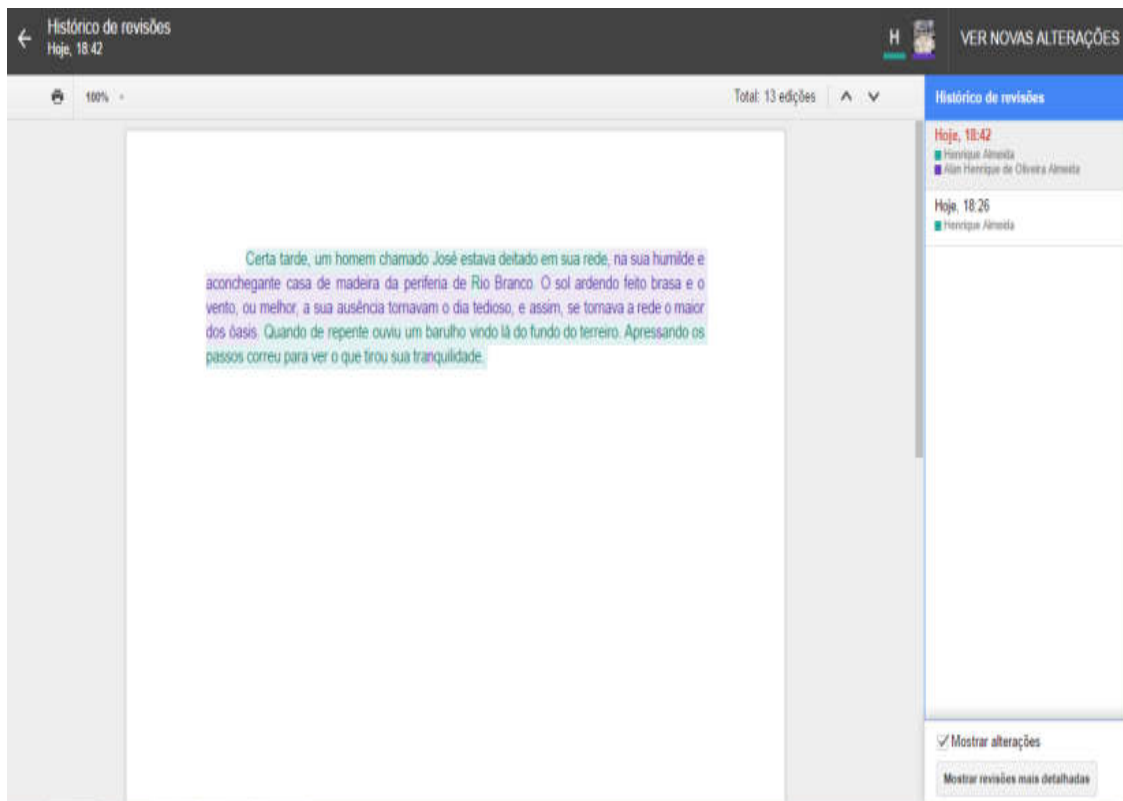 Histórico de revisões
Hoje, 18:42
H
VER NOVAS ALTERAÇÕES
100%
Total: 13 edições
Histórico de revisões
Hoje, 18:42
Henrique Almeida
Alan Henrique de Oliveira Almeida
Hoje, 18:26
Henrique Almeida
Certa tarde, um homem chamado José estava deitado em sua rede, na sua humilde e
aconchegante casa de madeira da periferia de Rio Branco. O sol ardendo feito brasa e o
vento, ou melhor, a sua ausência tornavam o dia tedioso, e assim, se tornava a rede o maior
dos óasis. Quando de repente ouviu um barulho vindo lá do fundo do terreiro. Apressando os
passos correu para ver o que tirou sua tranquilidade.
Mostrar alterações
Mostrar revisões mais detalhadas